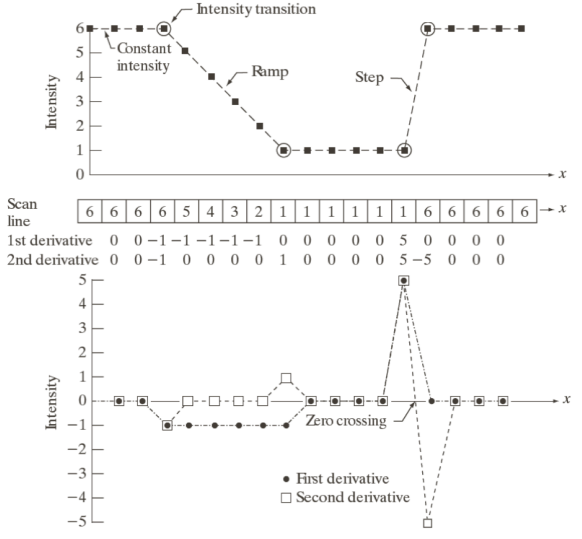 Intensity transition
6
5
4
3
2
1
0
Intensity
Constant
intensity
Ramp
Step
x
Scan
line
6 6 6 6 5 4 3 2 1 1 1 1 1 1 6 6 6 6 6
x
1st derivative 0 0 −1 −1 −1 −1 −1 0 0 0 0 0 5 0 0 0 0
2nd derivative 0 0 −1 0 0 0 0 1 0 0 0 0 5 −5 0 0 0
5
4
3
2
1
0
−1
−2
−3
−4
−5
Intensity
x
Zero crossing
First derivative
Second derivative